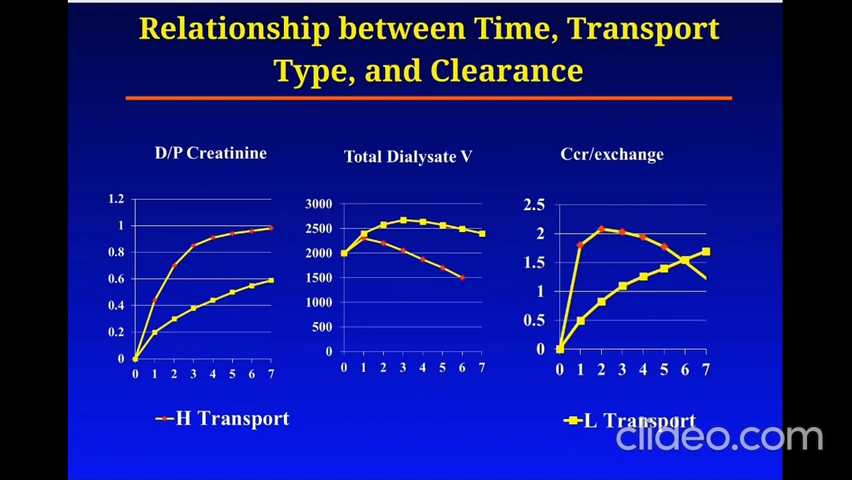 Relationship between Time, Transport
Type, and Clearance
D/P Creatinine
1.2
1
0.8
0.6
0.4
0.2
0
0 1 2 3 4 5 6 7
Total Dialysate V
3000
2500
2000
1500
1000
500
0
0 1 2 3 4 5 6 7
Ccr/exchange
2.5
2
1.5
1
0.5
0
0 1 2 3 4 5 6 7
H Transport
L Transport
clideo.com